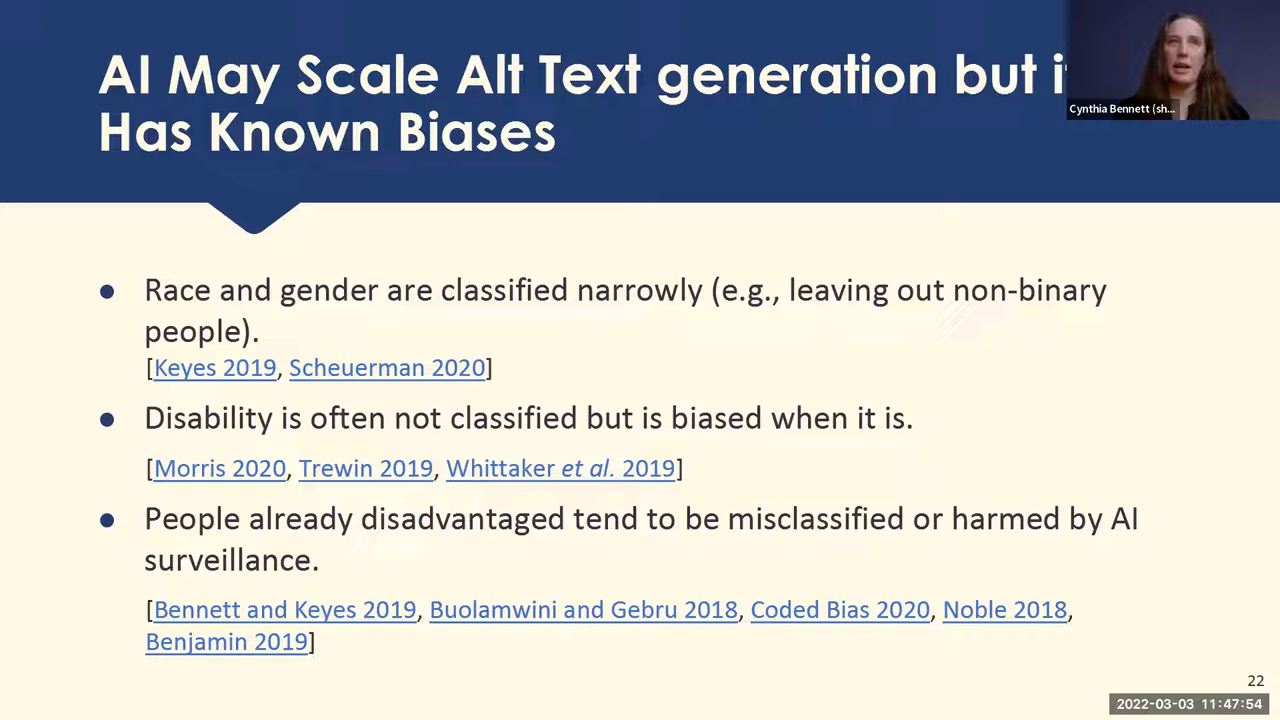 AI May Scale Alt Text generation but
Has Known Biases
Cynthia Bennett (sh...
● Race and gender are classified narrowly (e.g., leaving out non-binary
people).
[Keyes 2019, Scheuerman 2020]
● Disability is often not classified but is biased when it is.
[Morris 2020, Trewin 2019, Whittaker et al. 2019]
● People already disadvantaged tend to be misclassified or harmed by AI
surveillance.
[Bennett and Keyes 2019, Buolamwini and Gebru 2018, Coded Bias 2020, Noble 2018,
Benjamin 2019]
22
2022-03-03 11:47:54